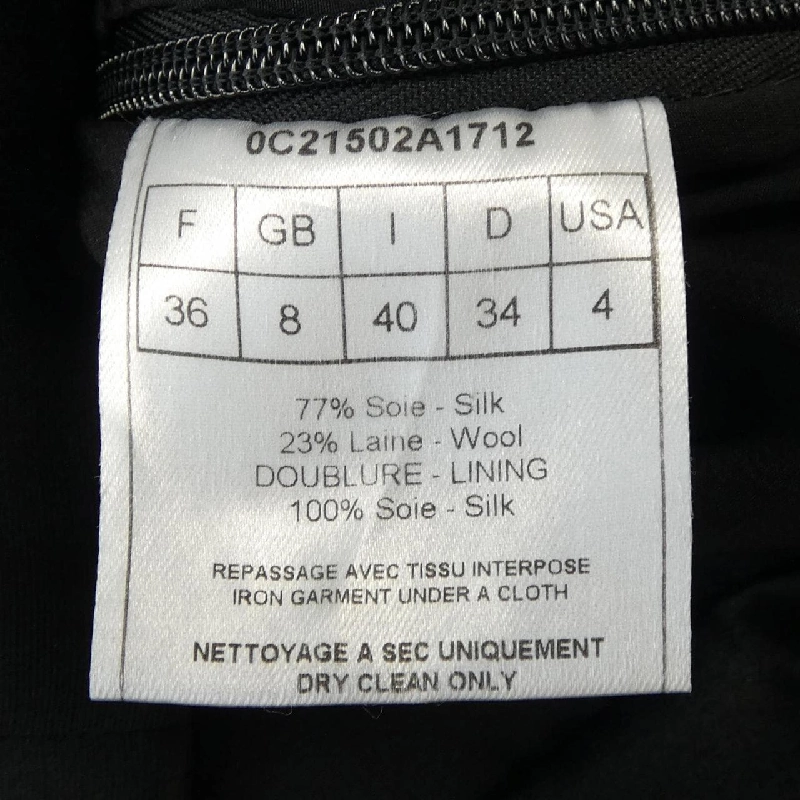 0C21502A1712
F GB I D USA
36 8 40 34 4
77% Soie - Silk
23% Laine - Wool
DOUBLURE - LINING
100% Soie - Silk
REPASSAGE AVEC TISSU INTERPOSE
IRON GARMENT UNDER A CLOTH
NETTOYAGE A SEC UNIQUEMENT
DRY CLEAN ONLY